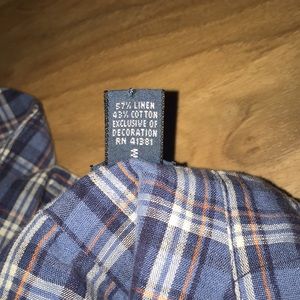 57% LINEN
43% COTTON
EXCLUSIVE OF
DECORATION
RN 41381